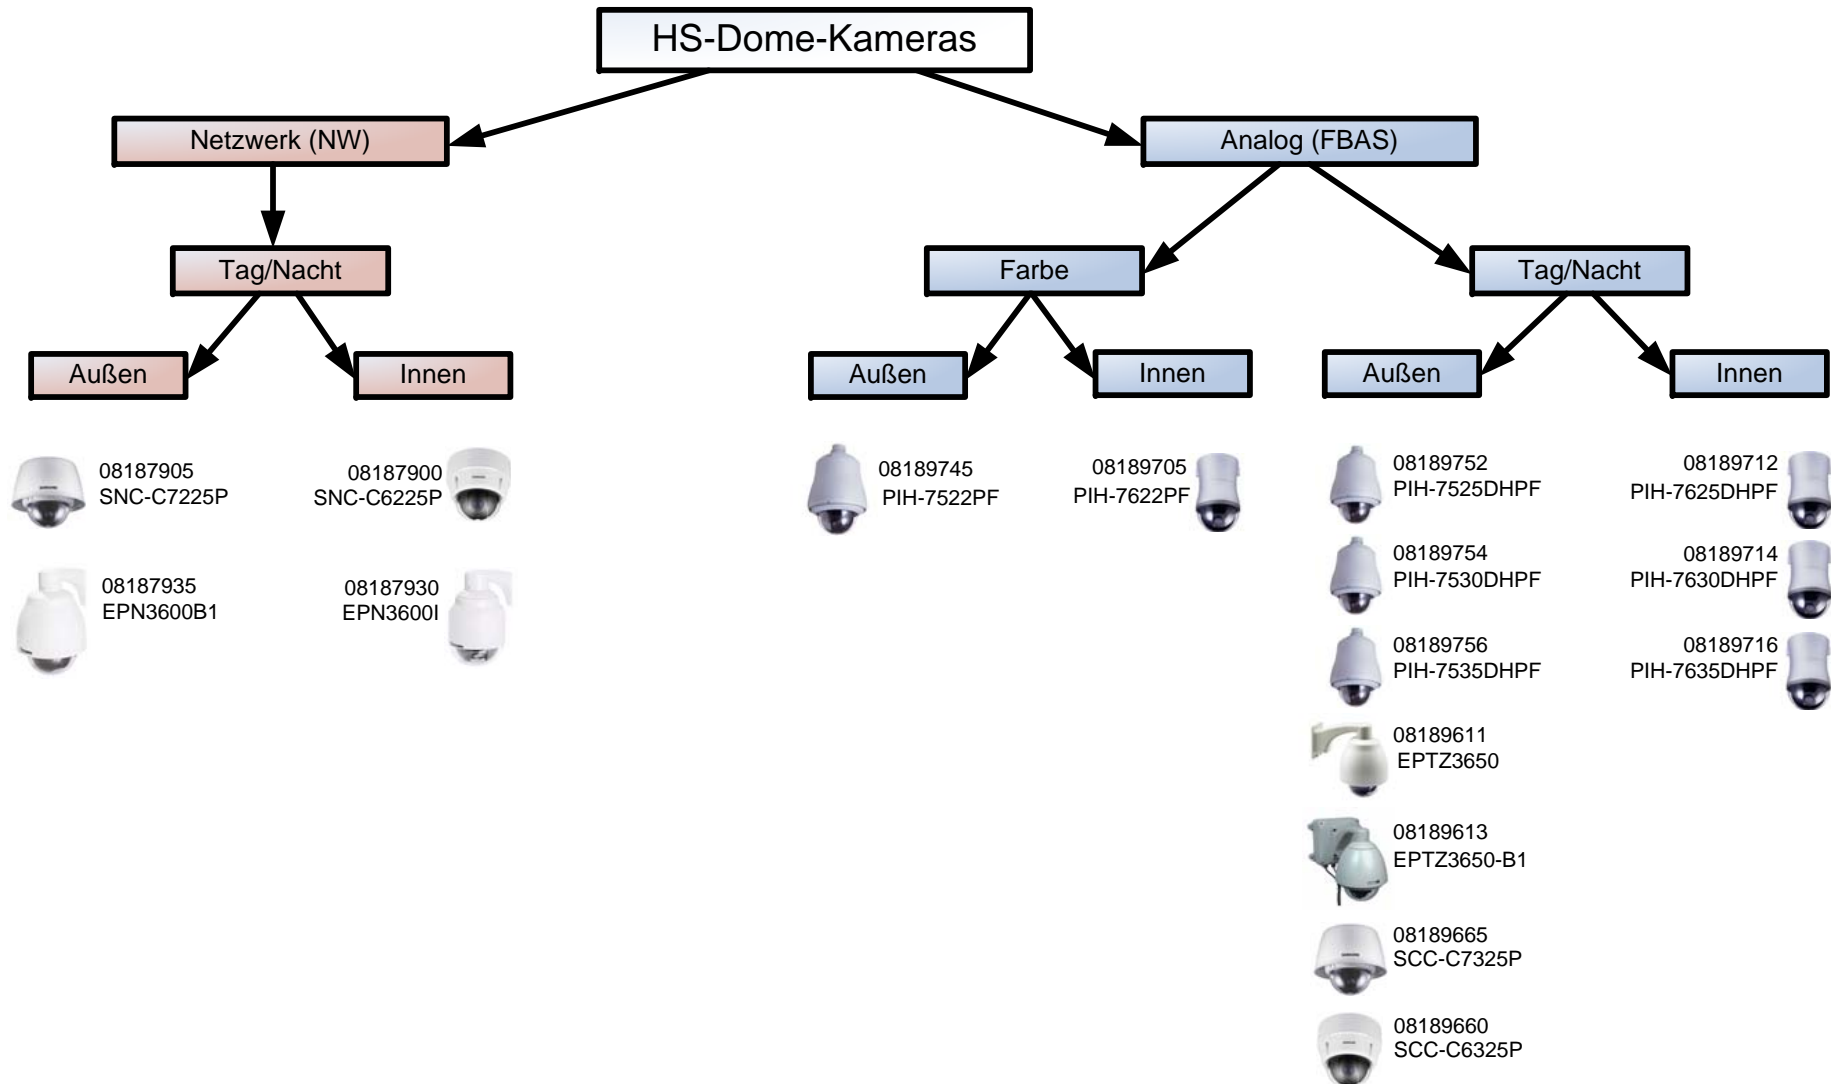 HS-Dome-Kameras
Netzwerk (NW)
Analog (FBAS)
Tag/Nacht
Farbe
Tag/Nacht
Außen
Innen
Außen
Innen
Außen
Innen
08187905
SNC-C7225P
08187900
SNC-C6225P
08187935
EPN3600B1
08187930
EPN3600I
08189745
PIH-7522PF
08189705
PIH-7622PF
08189752
PIH-7525DHPF
08189712
PIH-7625DHPF
08189754
PIH-7530DHPF
08189714
PIH-7630DHPF
08189756
PIH-7535DHPF
08189716
PIH-7635DHPF
08189611
EPTZ3650
08189613
EPTZ3650-B1
08189665
SCC-C7325P
08189660
SCC-C6325P